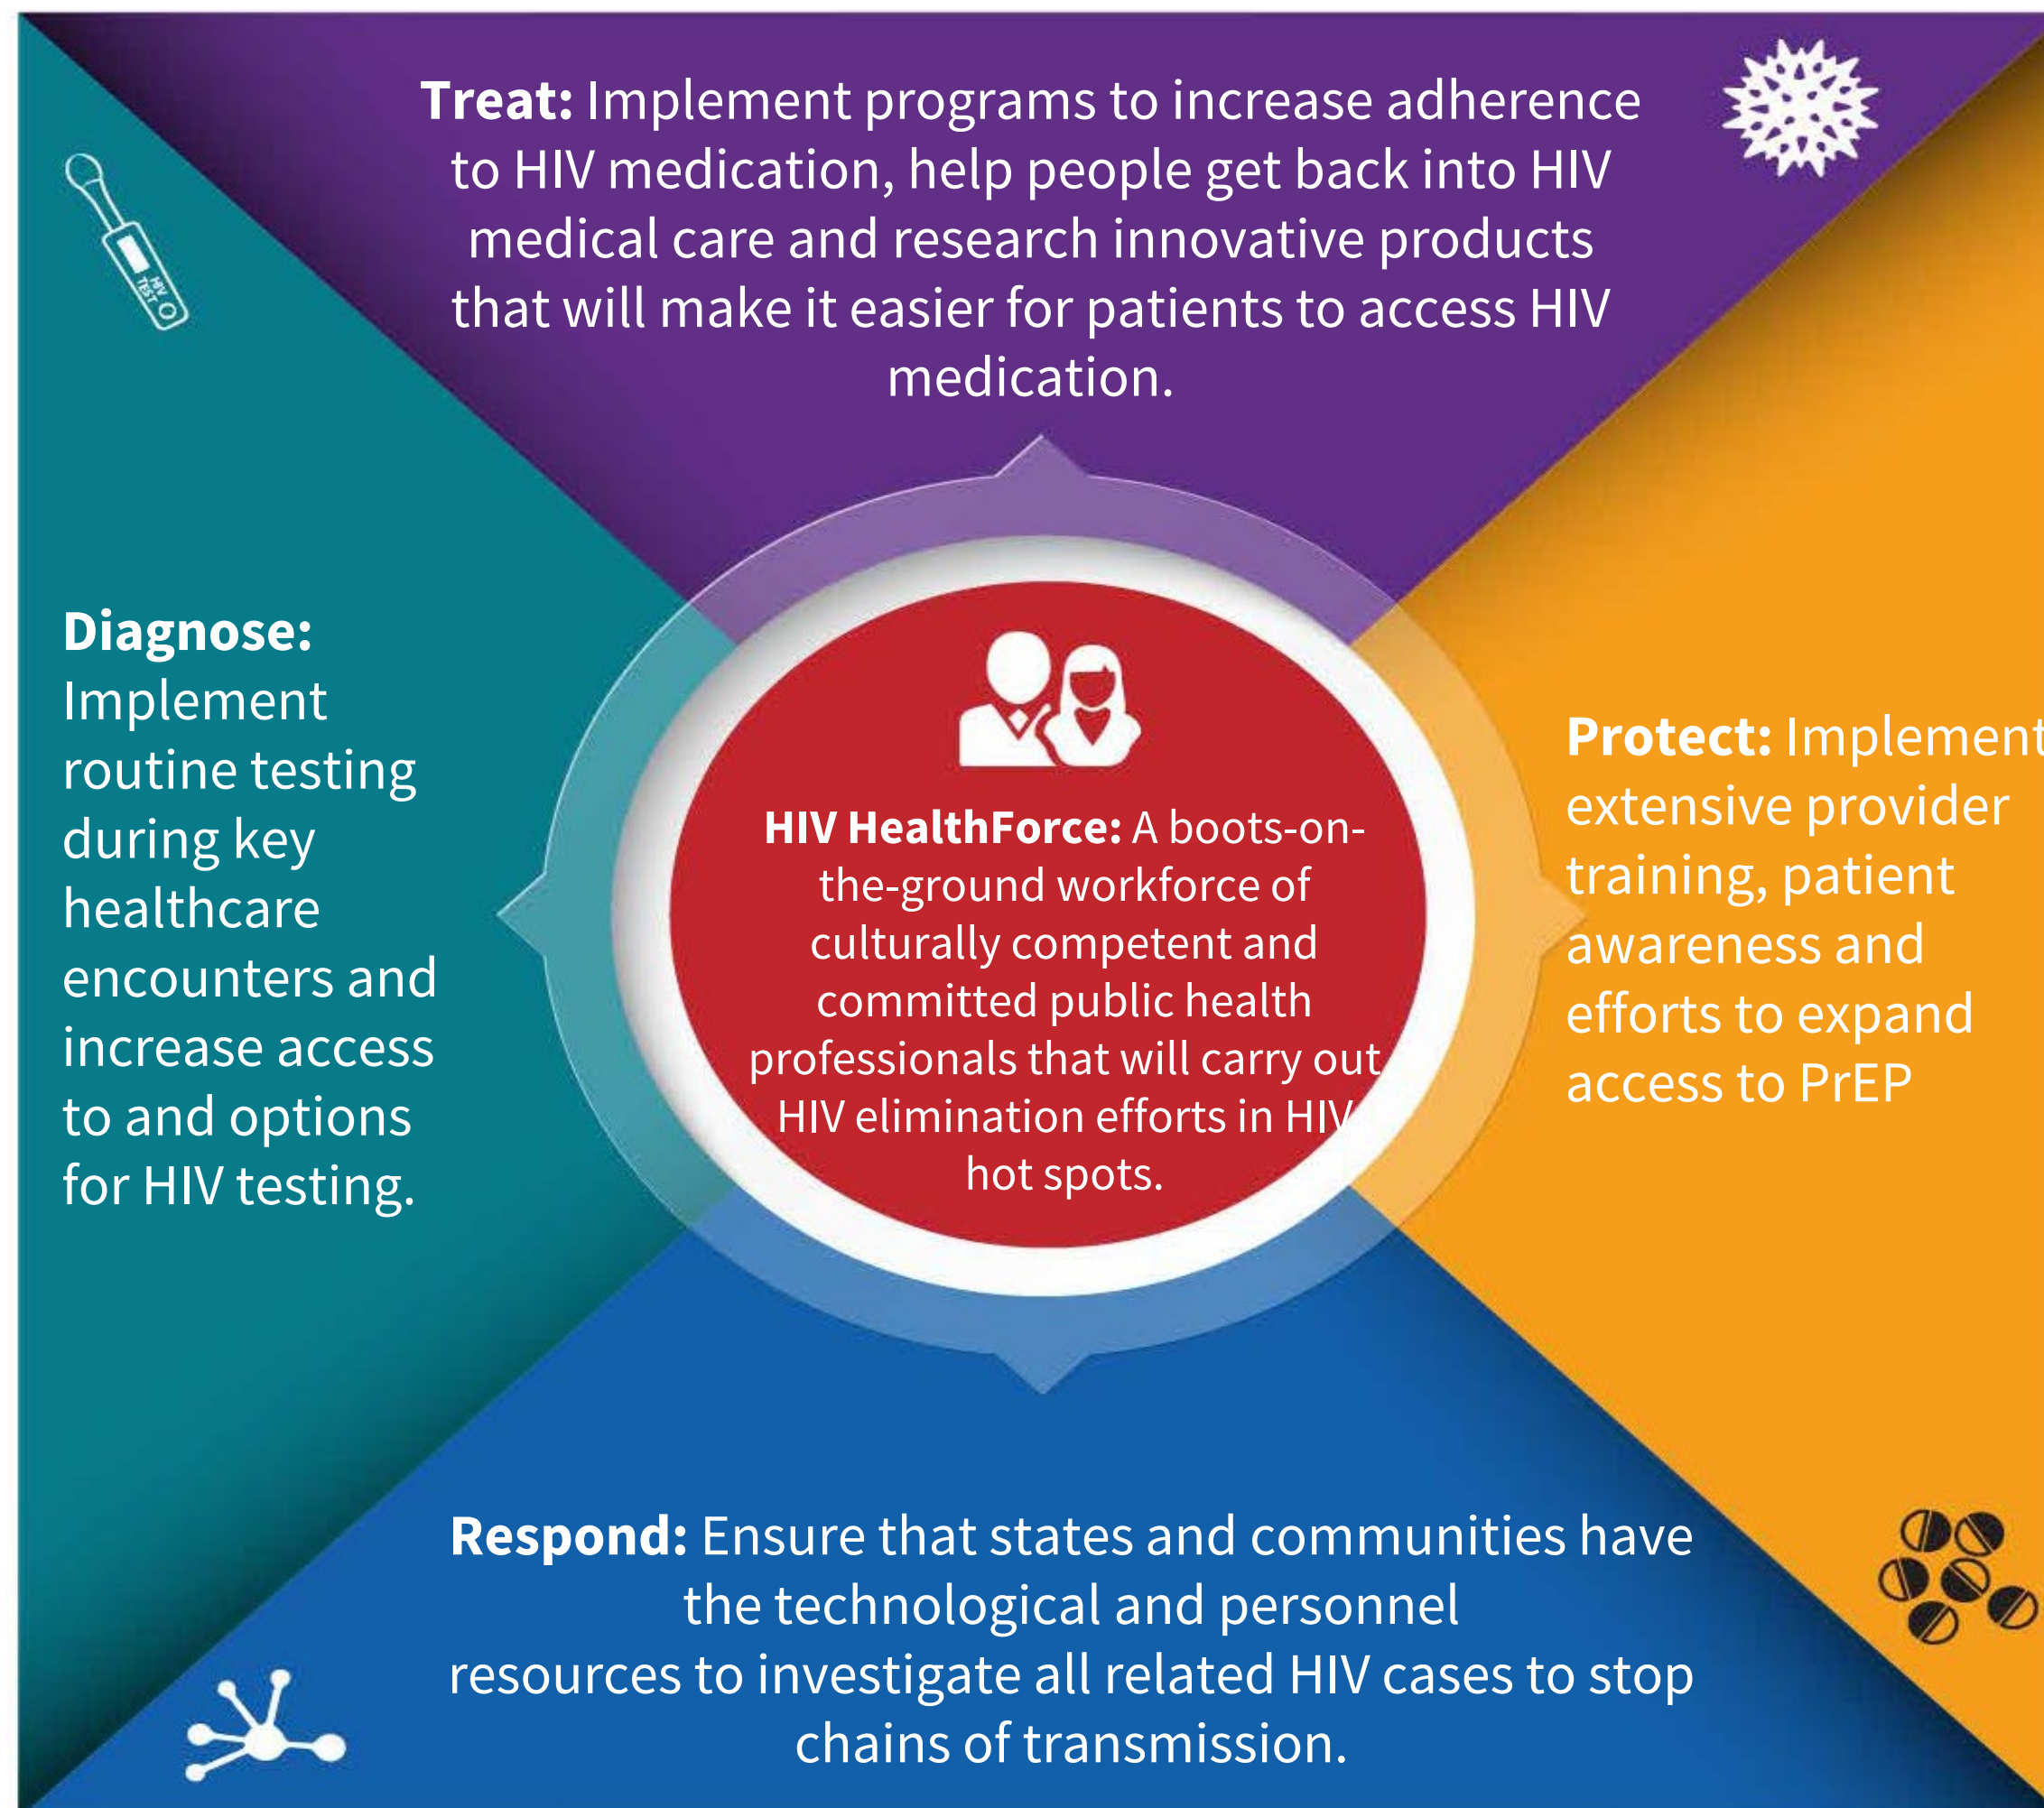 Treat: Implement programs to increase adherence
to HIV medication, help people get back into HIV
medical care and research innovative products
that will make it easier for patients to access HIV
medication.
HIV
TEST
Diagnose:
Implement
routine testing
during key
healthcare
encounters and
increase access
to and options
for HIV testing.
HIV HealthForce: A boots-on-
the-ground workforce of
culturally competent and
committed public health
professionals that will carry out
HIV elimination efforts in HIV
hot spots.
Protect: Implement
extensive provider
training, patient
awareness and
efforts to expand
access to PrEP
Respond: Ensure that states and communities have
the technological and personnel
resources to investigate all related HIV cases to stop
chains of transmission.